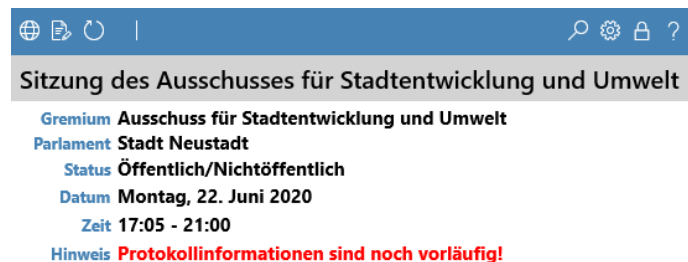 Sitzung des Ausschusses für Stadtentwicklung und Umwelt
Gremium Ausschuss für Stadtentwicklung und Umwelt
Parlament Stadt Neustadt
Status Öffentlich/Nichtöffentlich
Datum Montag, 22. Juni 2020
Zeit 17:05 - 21:00
Hinweis Protokollinformationen sind noch vorläufig!